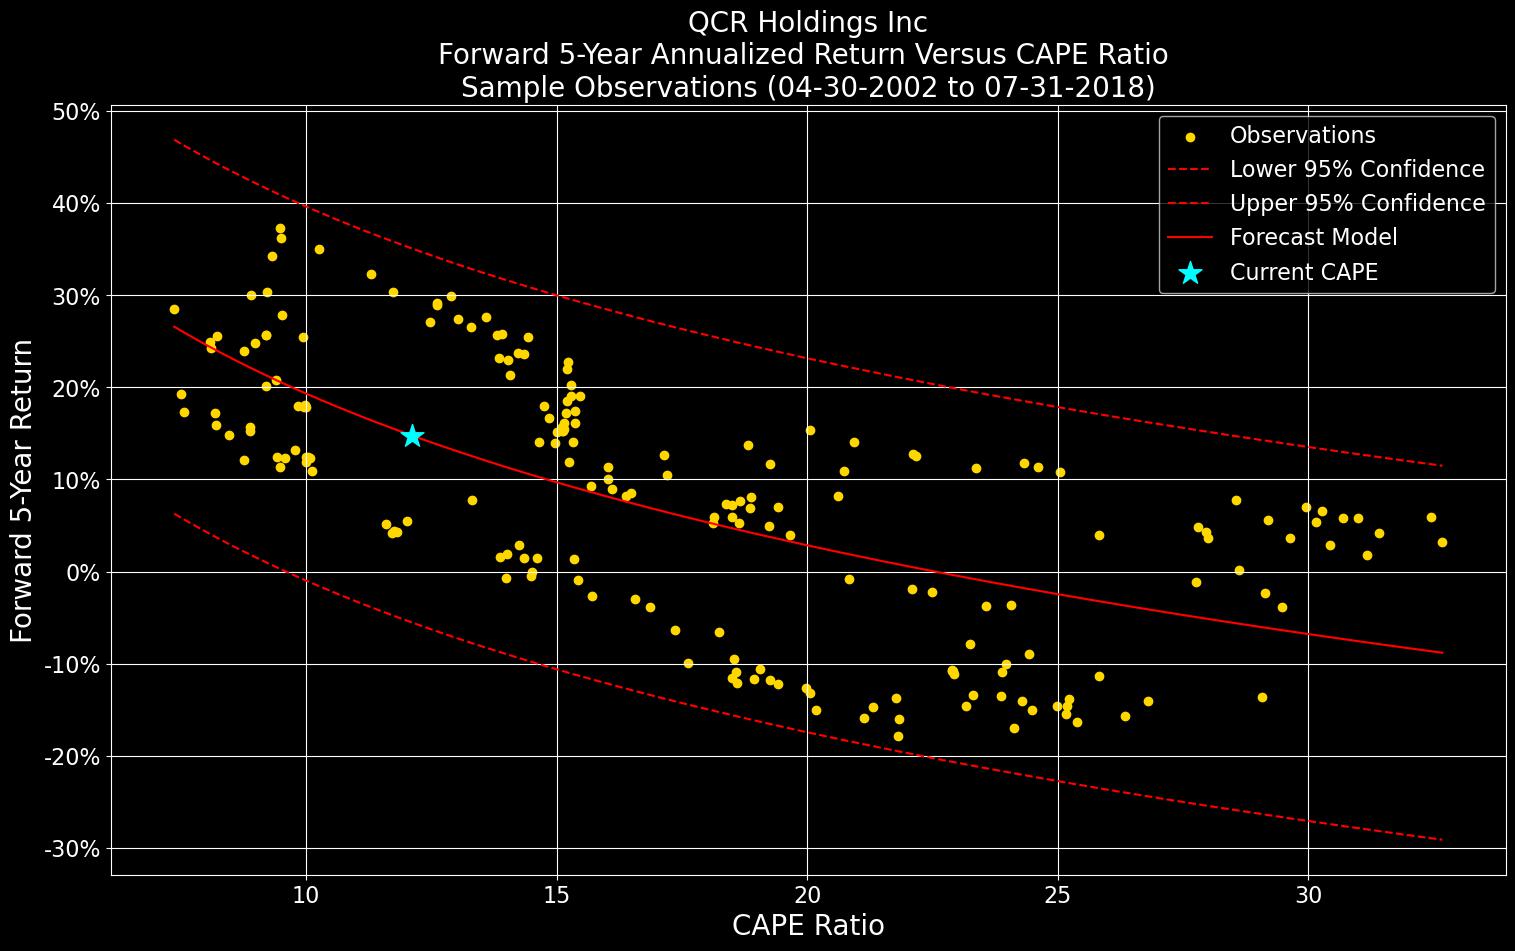 QCR Holdings Inc
Forward 5-Year Annualized Return Versus CAPE Ratio
Sample Observations (04-30-2002 to 07-31-2018)
50%
40%
30%
20%
10%
0%
-10%
-20%
-30%
Forward 5-Year Return
Observations
Lower 95% Confidence
Upper 95% Confidence
Forecast Model
Current CAPE
10
15
20
25
30
CAPE Ratio